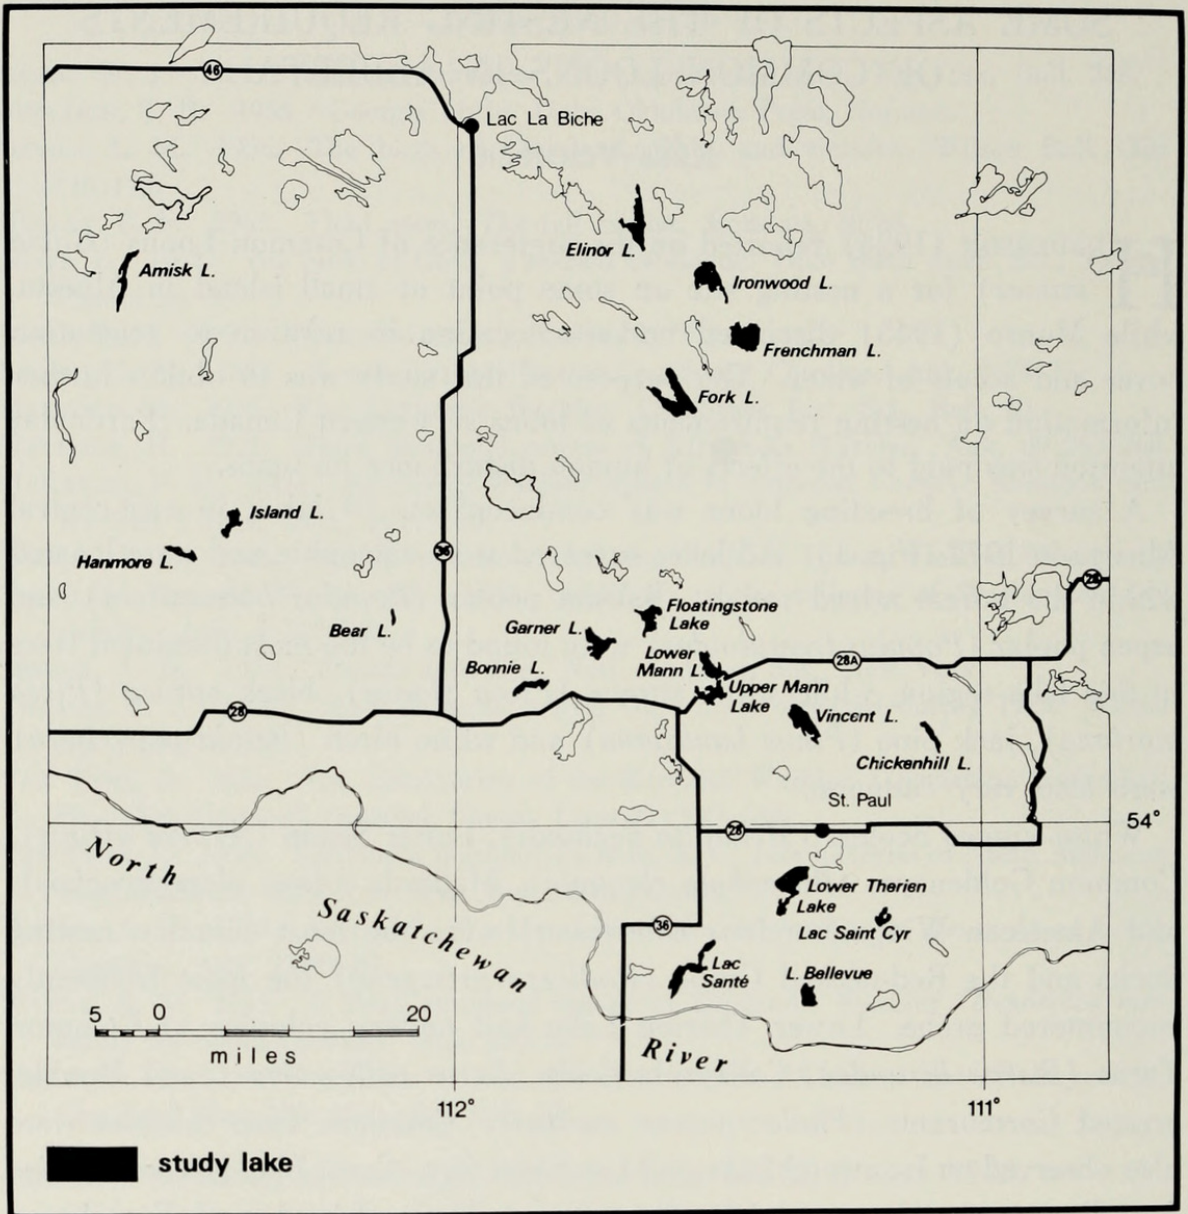 46
Lac La Biche
Elinor L.
Amisk L.
Ironwood L.
Frenchman L.
Fork L.
Island L.
Hanmore L.
36
28
Floatingstone
Lake
Garner L.
Bear L.
Lower
Mann L.
28A
Bonnie L.
Upper Mann
Lake
28
Vincent L.
Chickenhill L.
St. Paul
54°
28
North
Saskatchewan
River
Lower Therien
Lake
36
Lac Saint Cyr
Lac
Santé
L. Bellevue
5 0 20
miles
112° 111°
study lake